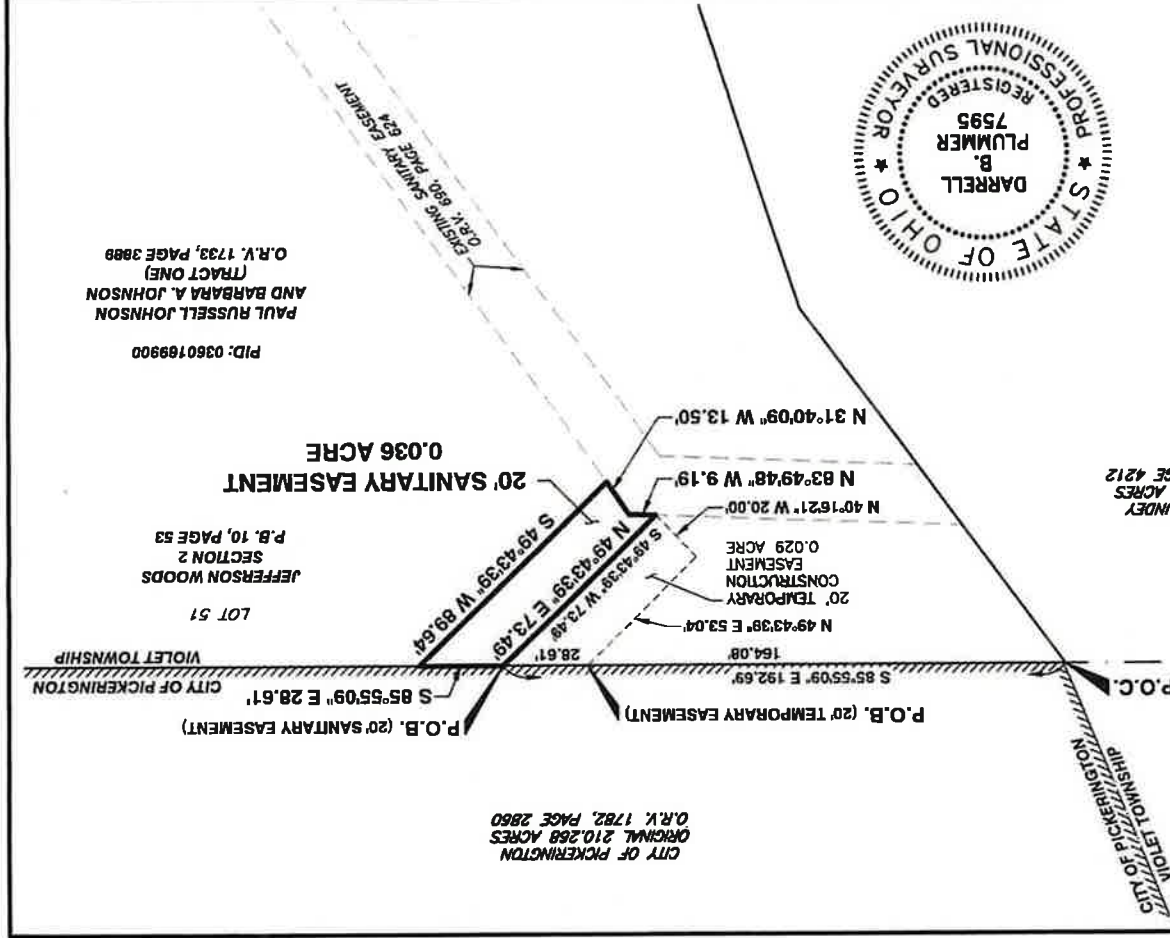 CITY OF PICKERINGTON
ORIGINAL 210.268 ACRES
O.R.V. 1782, PAGE 2860
CITY OF PICKERINGTON
VIOLET TOWNSHIP
P.O.C.
P.O.B. (20' TEMPORARY EASEMENT)
P.O.B. (20' SANITARY EASEMENT)
S 85°55'09" E 192.69'
164.08'
28.61'
S 85°55'09" E 28.61'
CITY OF PICKERINGTON
VIOLET TOWNSHIP
N 49°43'39" E 53.04'
20' TEMPORARY
CONSTRUCTION
EASEMENT
0.029 ACRE
S 49°43'39" W 73.49'
N 49°43'39" E 73.49'
S 49°43'39" W 89.64'
N 40°16'21" W 20.00'
N 83°49'48" W 9.19'
N 31°40'09" W 13.50'
LOT 51
JEFFERSON WOODS
SECTION 2
P.B. 10, PAGE 53
20' SANITARY EASEMENT
0.036 ACRE
PID: 0360169900
PAUL RUSSELL JOHNSON
AND BARBARA A. JOHNSON
(TRACT ONE)
O.R.V. 1733, PAGE 3889
EXISTING SANITARY EASEMENT
O.R.V. 690, PAGE 624
ACRES
4212
STATE OF OHIO
DARRELL
B.
PLUMMER
7595
REGISTERED
PROFESSIONAL SURVEYOR